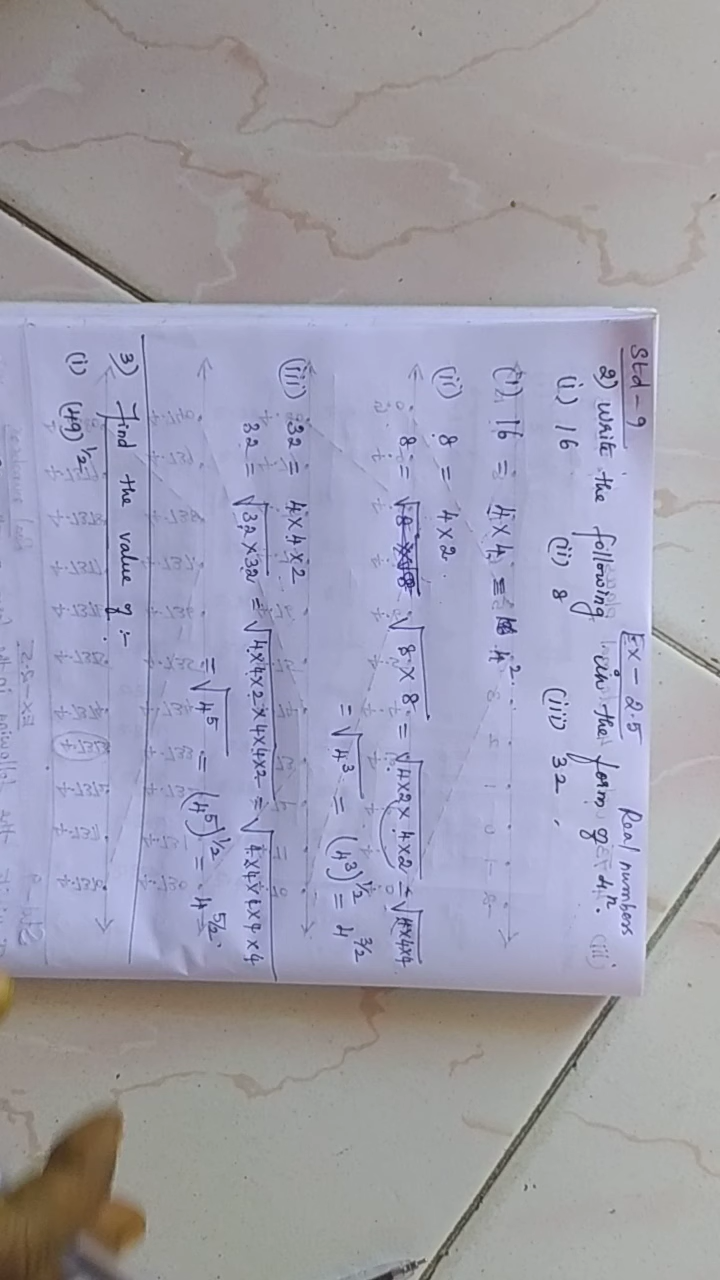 Std - 9
Ex - 2.5
Real numbers
2) Write the following in the form of 4ⁿ.
(i) 16 (ii) 8 (iii) 32.
(i) 16 = 4×4 = 4².
(ii) 8 = 4×2.
8 = √8×8 = √4×2×4×2 = √4×4×4
= √4³ = (4³)^1/2 = 4^3/2
(iii) 32 = 4×4×2
32 = √32×32 = √4×4×2×4×4×2 = √4×4×4×4×4
= √4⁵ = (4⁵)^1/2 = 4^5/2.
3) Find the value of :-
(i) (49)^1/2